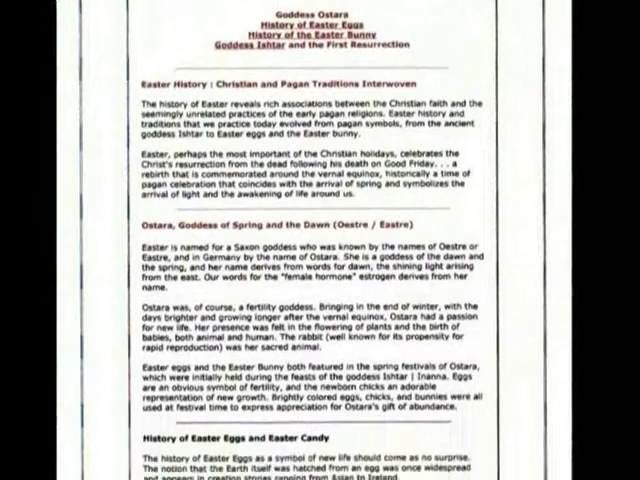 Goddess Ostara
History of Easter Eggs
History of the Easter Bunny
Goddess Ishtar and the First Resurrection
Easter History : Christian and Pagan Traditions Interwoven
The history of Easter reveals rich associations between the Christian faith and the
seemingly unrelated practices of the early pagan religions. Easter history and
traditions that we practice today evolved from pagan symbols, from the ancient
goddess Ishtar to Easter eggs and the Easter bunny.
Easter, perhaps the most important of the Christian holidays, celebrates the
Christ's resurrection from the dead following his death on Good Friday. . . a
rebirth that is commemorated around the vernal equinox, historically a time of
pagan celebration that coincides with the arrival of spring and symbolizes the
arrival of light and the awakening of life around us.
Ostara, Goddess of Spring and the Dawn (Oestre / Eastre)
Easter is named for a Saxon goddess who was known by the names of Oestre or
Eastre, and in Germany by the name of Ostara. She is a goddess of the dawn and
the spring, and her name derives from words for dawn, the shining light arising
from the east. Our words for the "female hormone" estrogen derives from her
name.
Ostara was, of course, a fertility goddess. Bringing in the end of winter, with the
days brighter and growing longer after the vernal equinox, Ostara had a passion
for new life. Her presence was felt in the flowering of plants and the birth of
babies, both animal and human. The rabbit (well known for its propensity for
rapid reproduction) was her sacred animal.
Easter eggs and the Easter Bunny both featured in the spring festivals of Ostara,
which were initially held during the feasts of the goddess Ishtar | Inanna. Eggs
are an obvious symbol of fertility, and the newborn chicks an adorable
representation of new growth. Brightly colored eggs, chicks, and bunnies were all
used at festival time to express appreciation for Ostara's gift of abundance.
History of Easter Eggs and Easter Candy
The history of Easter Eggs as a symbol of new life should come as no surprise.
The notion that the Earth itself was hatched from an egg was once widespread
and appears in creation stories ranging from Asian to Ireland.